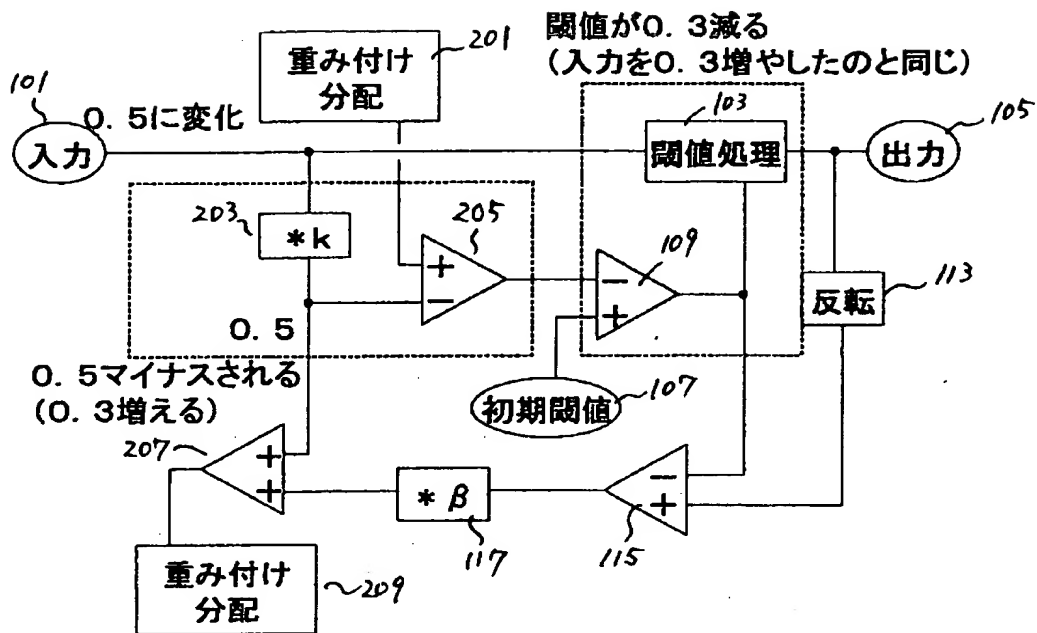 201
重み付け
分配
閾値が0．3減る
(入力を0．3増やしたのと同じ)
101
0．5に変化
入力
103
閾値処理
105
出力
203
*k
205
+
−
109
−
+
113
反転
0．5
0．5マイナスされる
(0．3増える)
107
初期閾値
207
+
+
* β
117
−
+
115
重み付け
分配
209